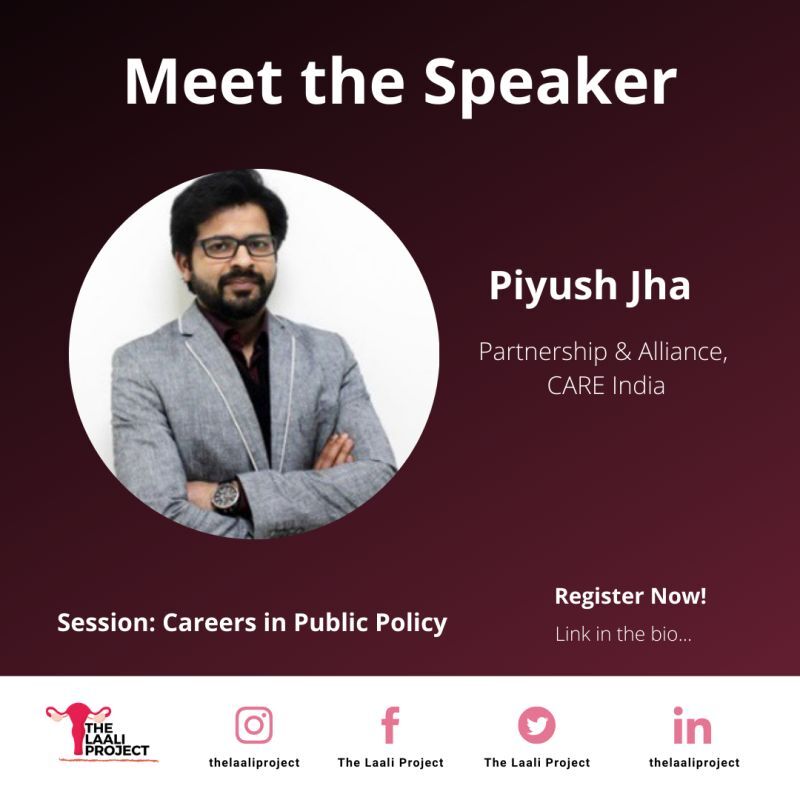 Meet the Speaker
Piyush Jha
Partnership & Alliance,
CARE India
Session: Careers in Public Policy
Register Now!
Link in the bio...
THE
LAALI
PROJECT
thelaaliproject
The Laali Project
The Laali Project
thelaaliproject